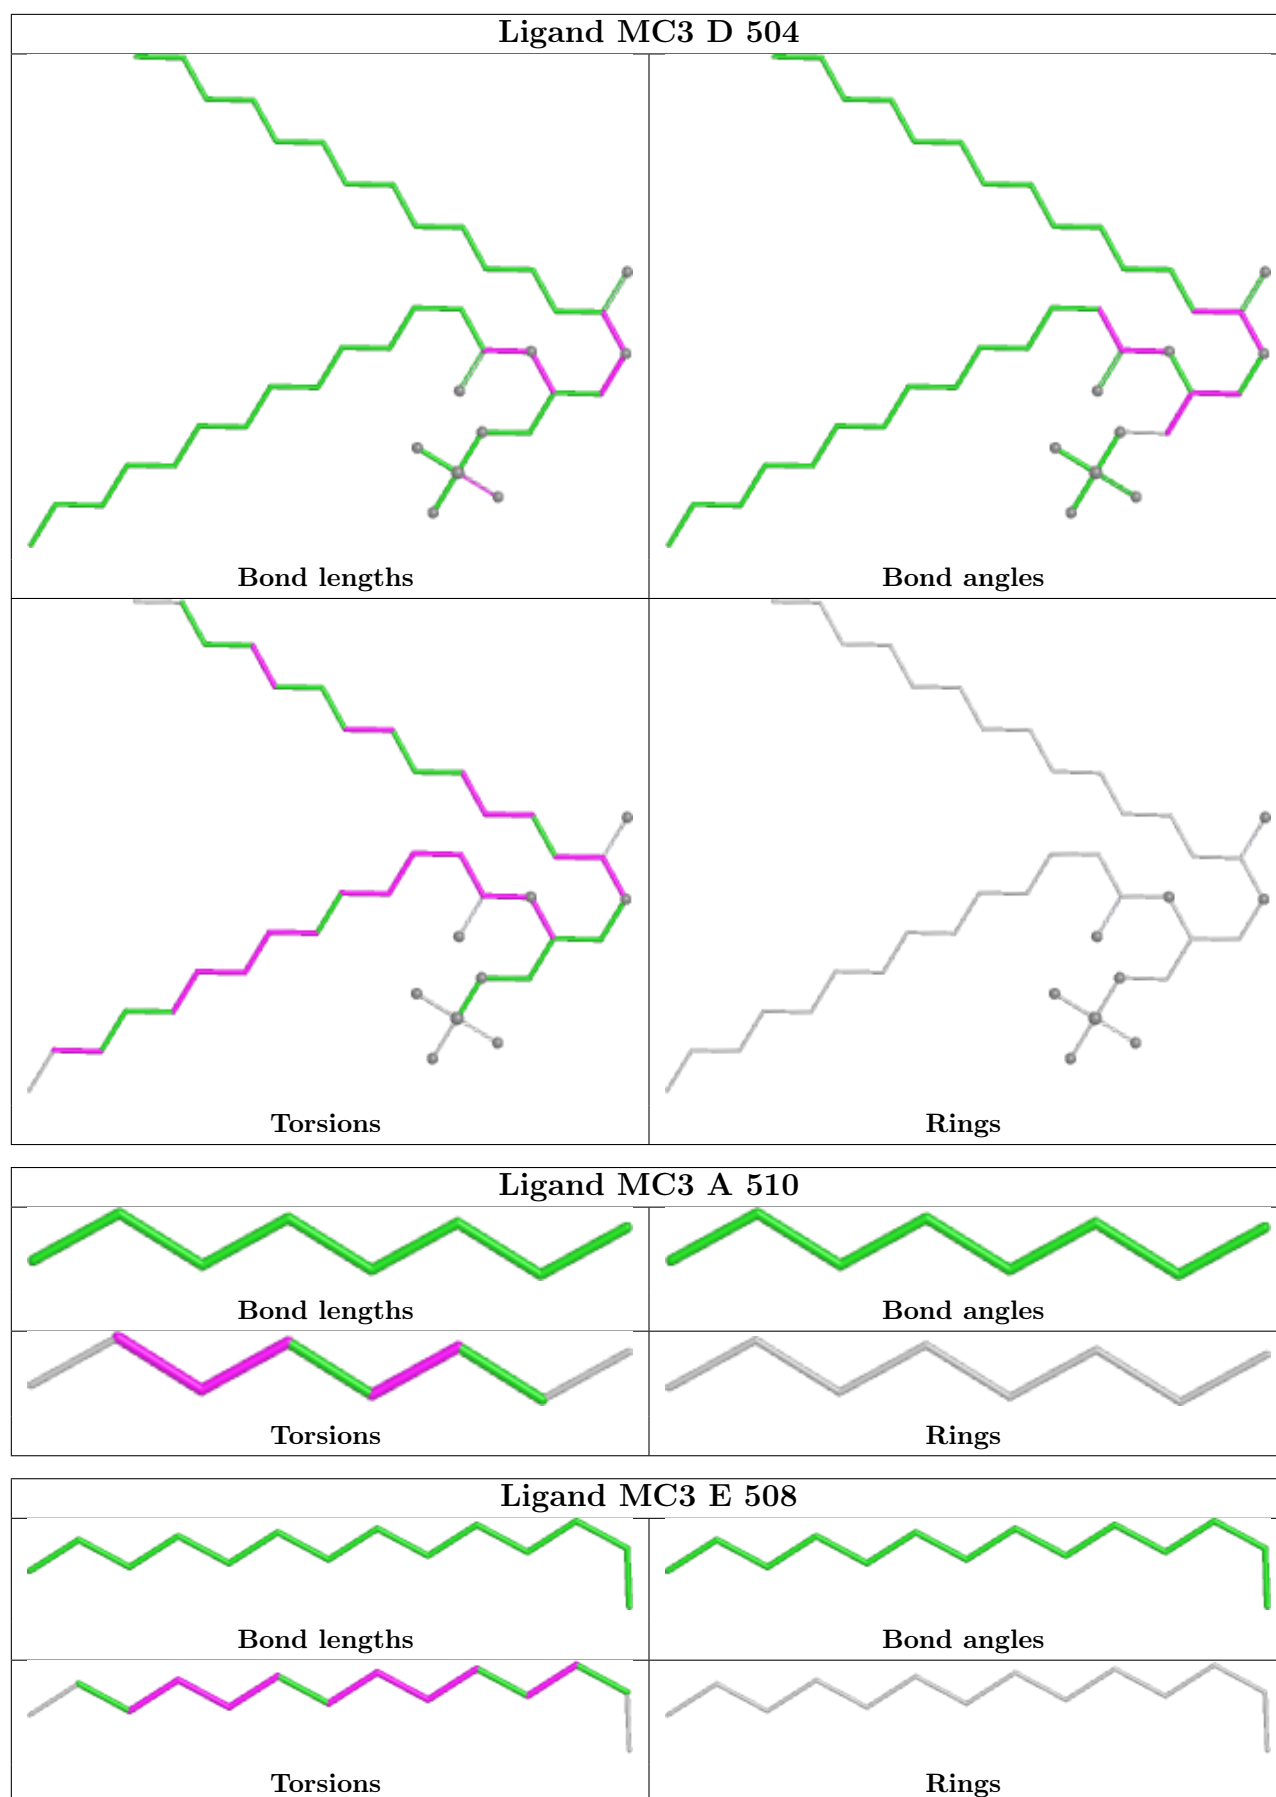 Ligand MC3 D 504
Bond lengths
Bond angles
Torsions
Rings
Ligand MC3 A 510
Bond lengths
Bond angles
Torsions
Rings
Ligand MC3 E 508
Bond lengths
Bond angles
Torsions
Rings